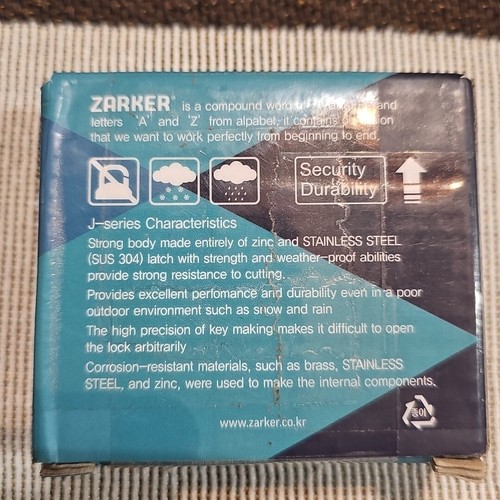 ZARKER® is a compound word and
letters 'A' and 'Z' from alpabet, it contains on
that we want to work perfectly from beginning to end.
Security
Durability
J-series Characteristics
Strong body made entirely of zinc and STAINLESS STEEL
(SUS 304) latch with strength and weather-proof abilities
provide strong resistance to cutting.
Provides excellent perfomance and durability even in a poor
outdoor environment such as snow and rain
The high precision of key making makes it difficult to open
the lock arbitrarily
Corrosion-resistant materials, such as brass, STAINLESS
STEEL, and zinc, were used to make the internal components.
www.zarker.co.kr
종이